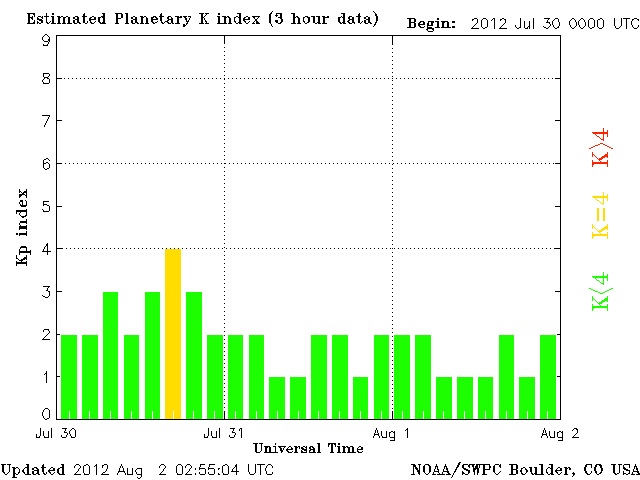 Estimated Planetary K index (3 hour data) Begin: 2012 Jul 30 0000 UTC
9
8
7
6
5
4
3
2
1
0
Kp index
K>4
K=4
K<4
Jul 30 Jul 31 Aug 1 Aug 2
Universal Time
Updated 2012 Aug 2 02:55:04 UTC NOAA/SWPC Boulder, CO USA